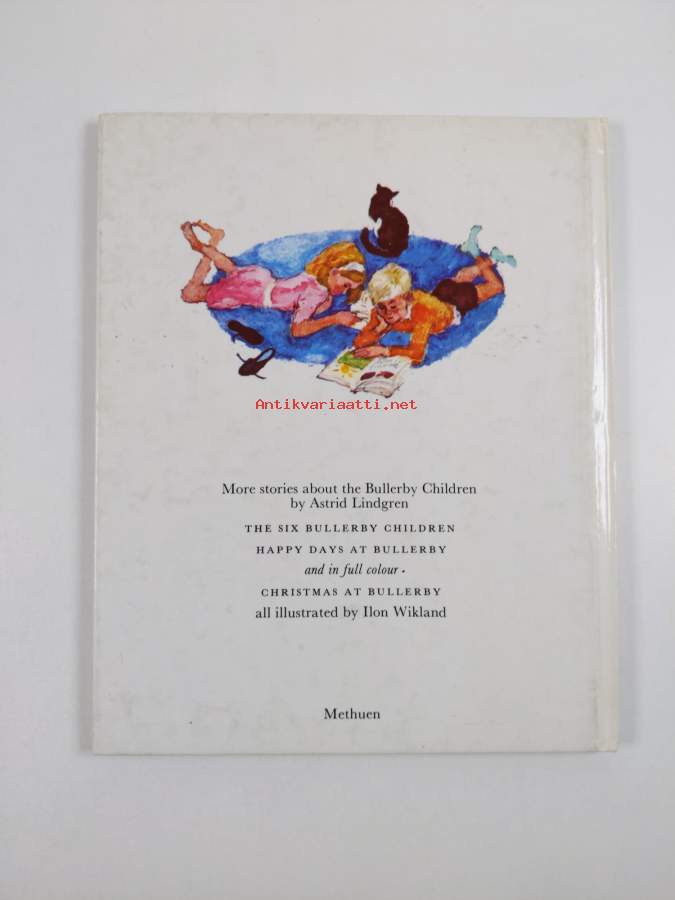 Antikvariaatti.net
More stories about the Bullerby Children
by Astrid Lindgren
THE SIX BULLERBY CHILDREN
HAPPY DAYS AT BULLERBY
and in full colour
CHRISTMAS AT BULLERBY
all illustrated by Ilon Wikland
Methuen